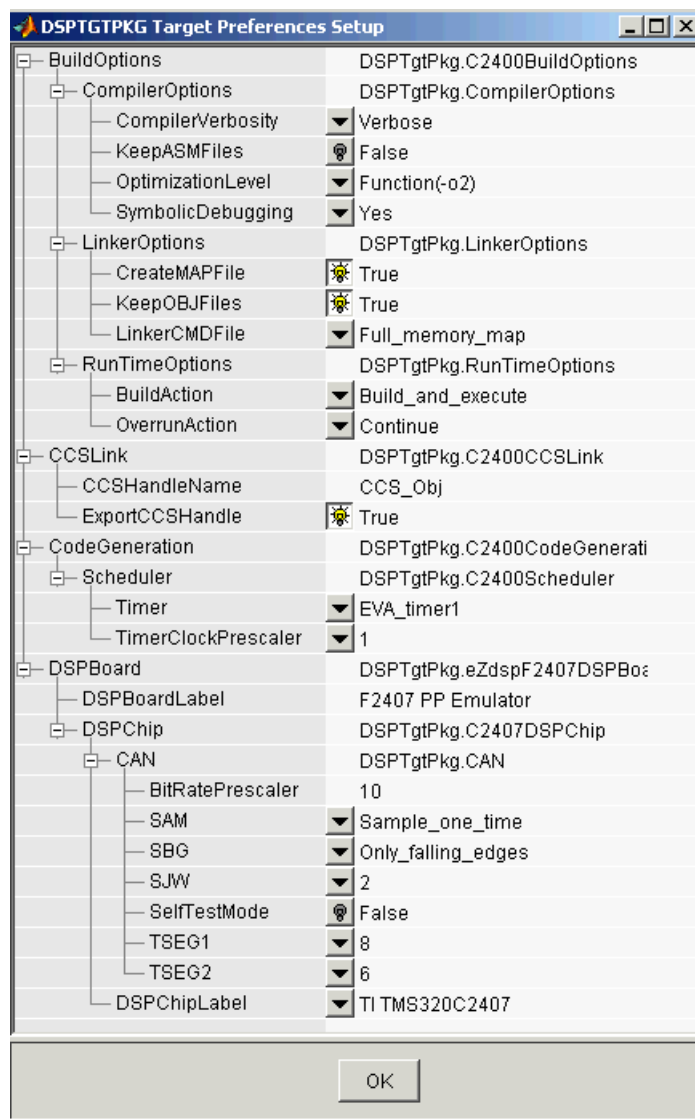 DSPTGTPKG Target Preferences Setup
BuildOptions DSPTgtPkg.C2400BuildOptions
CompilerOptions DSPTgtPkg.CompilerOptions
CompilerVerbosity Verbose
KeepASMFiles False
OptimizationLevel Function(-o2)
SymbolicDebugging Yes
LinkerOptions DSPTgtPkg.LinkerOptions
CreateMAPFile True
KeepOBJFiles True
LinkerCMDFile Full_memory_map
RunTimeOptions DSPTgtPkg.RunTimeOptions
BuildAction Build_and_execute
OverrunAction Continue
CCSLink DSPTgtPkg.C2400CCSLink
CCSHandleName CCS_Obj
ExportCCSHandle True
CodeGeneration DSPTgtPkg.C2400CodeGenerati
Scheduler DSPTgtPkg.C2400Scheduler
Timer EVA_timer1
TimerClockPrescaler 1
DSPBoard DSPTgtPkg.eZdspF2407DSPBoa
DSPBoardLabel F2407 PP Emulator
DSPChip DSPTgtPkg.C2407DSPChip
CAN DSPTgtPkg.CAN
BitRatePrescaler 10
SAM Sample_one_time
SBG Only_falling_edges
SJW 2
SelfTestMode False
TSEG1 8
TSEG2 6
DSPChipLabel TI TMS320C2407
OK